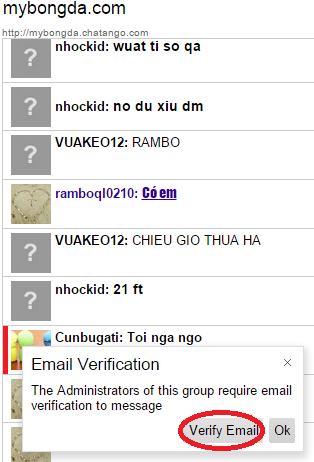 mybongda.com
http://mybongda.chatango.com
nhockid: wuat ti so qa
nhockid: no du xiu dm
VUAKEO12: RAMBO
ramboql0210: Có em
VUAKEO12: CHIEU GIO THUA HA
nhockid: 21 ft
Cunbugati: Toi nga ngo
Email Verification
The Administrators of this group require email
verification to message
Verify Email Ok